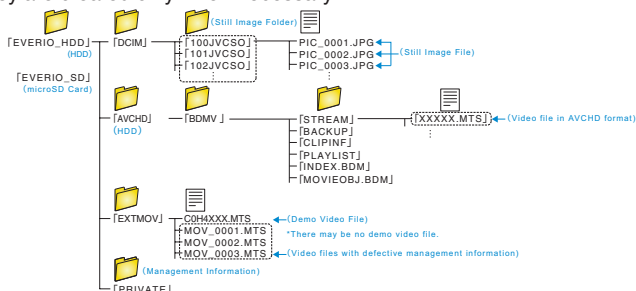 (Still Image Folder)
「EVERIO_HDD」 「DCIM」 「100JVCSO」 PIC_0001.JPG
(HDD) 「101JVCSO」 PIC_0002.JPG (Still Image File)
「102JVCSO」 PIC_0003.JPG
「EVERIO_SD」
(microSD Card)
「AVCHD」 「BDMV 」 「STREAM」 「XXXXX.MTS」 (Video file in AVCHD format)
(HDD) 「BACKUP」
「CLIPINF」
「PLAYLIST」
「INDEX.BDM」
「MOVIEOBJ.BDM」
「EXTMOV」 C0H4XXX.MTS (Demo Video File)
MOV_0001.MTS *There may be no demo video file.
MOV_0002.MTS
MOV_0003.MTS (Video files with defective management information)
(Management Information)
「PRIVATE」